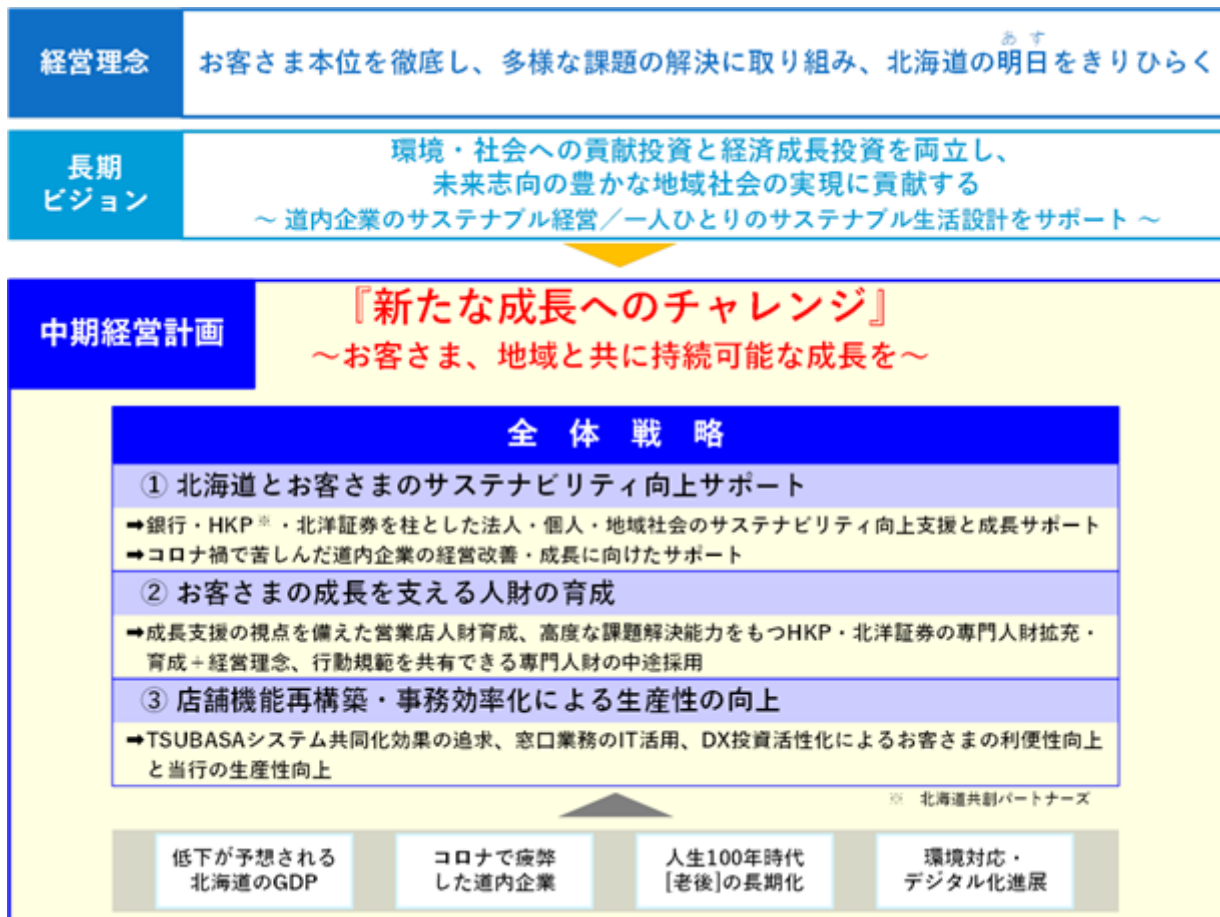 経営理念
あす
お客さま本位を徹底し、多様な課題の解決に取り組み、北海道の明日をきりひらく
長期
ビジョン
環境・社会への貢献投資と経済成長投資を両立し、
未来志向の豊かな地域社会の実現に貢献する
～ 道内企業のサステナブル経営／一人ひとりのサステナブル生活設計をサポート ～
中期経営計画
『新たな成長へのチャレンジ』
～お客さま、地域と共に持続可能な成長を～
全体戦略
① 北海道とお客さまのサステナビリティ向上サポート
➡銀行・HKP※・北洋証券を柱とした法人・個人・地域社会のサステナビリティ向上支援と成長サポート
➡コロナ禍で苦しんだ道内企業の経営改善・成長に向けたサポート
② お客さまの成長を支える人財の育成
➡成長支援の視点を備えた営業店人財育成、高度な課題解決能力をもつHKP・北洋証券の専門人財拡充・
育成＋経営理念、行動規範を共有できる専門人財の中途採用
③ 店舗機能再構築・事務効率化による生産性の向上
➡TSUBASAシステム共同化効果の追求、窓口業務のIT活用、DX投資活性化によるお客さまの利便性向上
と当行の生産性向上
※ 北海道共創パートナーズ
低下が予想される
北海道のGDP
コロナで疲弊
した道内企業
人生100年時代
[老後]の長期化
環境対応・
デジタル化進展